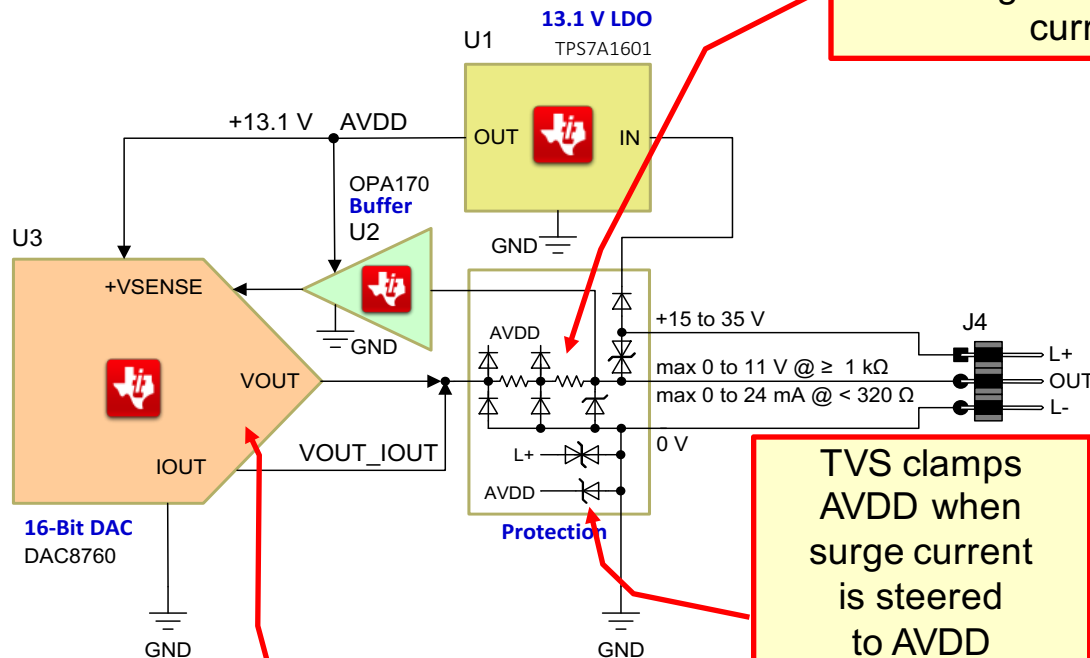 13.1 V LDO
TPS7A1601
U1
curr
+13.1 V
AVDD
OUT
IN
OPA170
Buffer
U2
GND
U3
+VSENSE
GND
AVDD
+15 to 35 V
J4
L+
VOUT
max 0 to 11 V @ ≥ 1 kΩ
OUT
max 0 to 24 mA @ < 320 Ω
L-
0 V
IOUT
VOUT_IOUT
L+
AVDD
Protection
16-Bit DAC
DAC8760
TVS clamps
AVDD when
surge current
is steered
to AVDD
GND
GND